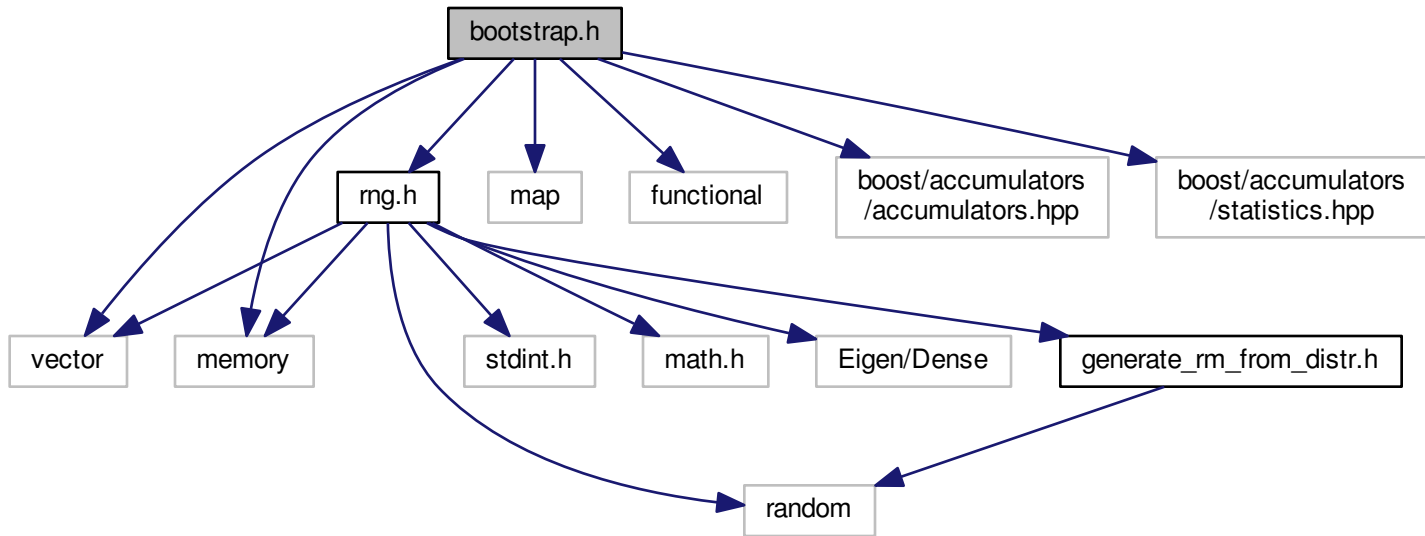 bootstrap.h
rng.h
map
functional
boost/accumulators
/accumulators.hpp
boost/accumulators
/statistics.hpp
vector
memory
stdint.h
math.h
Eigen/Dense
generate_rm_from_distr.h
random